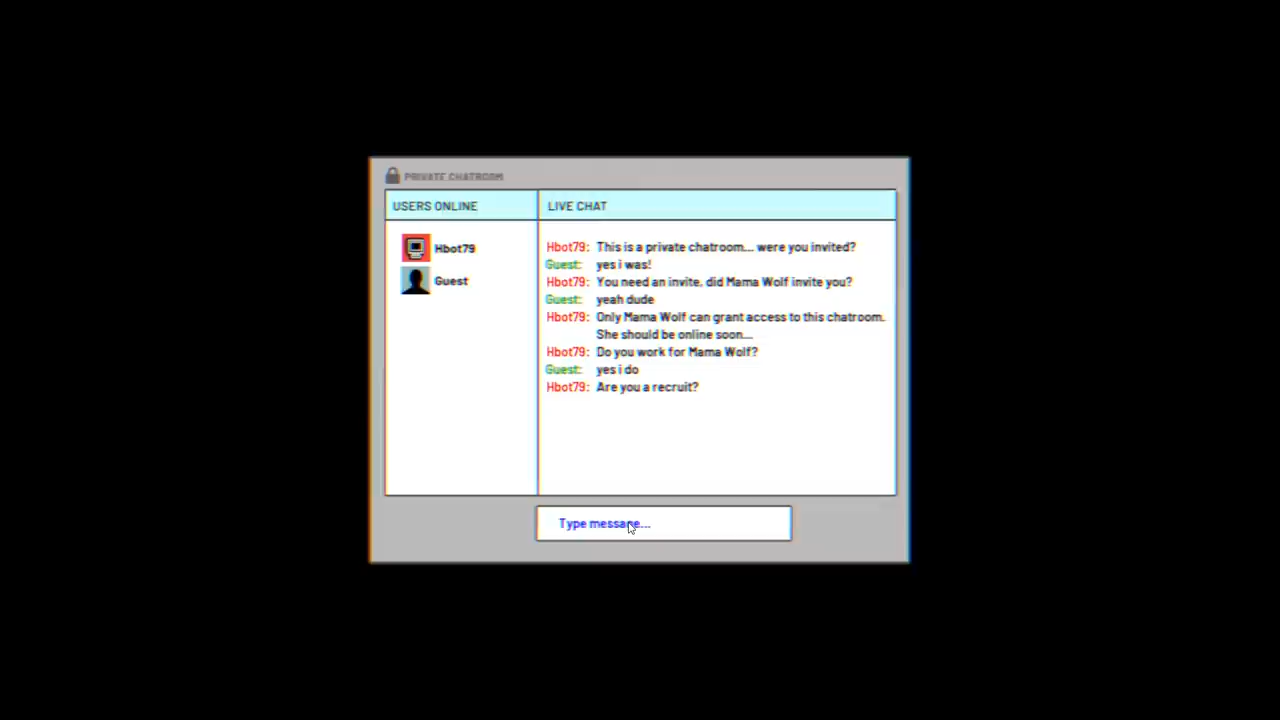 PRIVATE CHATROOM
USERS ONLINE
LIVE CHAT
Hbot79
Guest
Hbot79: This is a private chatroom... were you invited?
Guest: yes i was!
Hbot79: You need an invite, did Mama Wolf invite you?
Guest: yeah dude
Hbot79: Only Mama Wolf can grant access to this chatroom.
She should be online soon...
Hbot79: Do you work for Mama Wolf?
Guest: yes i do
Hbot79: Are you a recruit?
Type message...